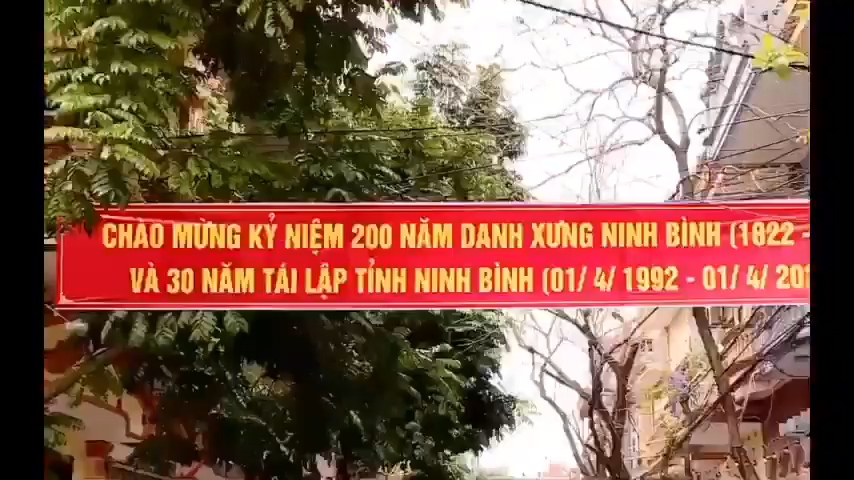 CHÀO MỪNG KỶ NIỆM 200 NĂM DANH XƯNG NINH BÌNH (1822 -
VÀ 30 NĂM TÁI LẬP TỈNH NINH BÌNH (01/ 4/ 1992 - 01/ 4/ 20